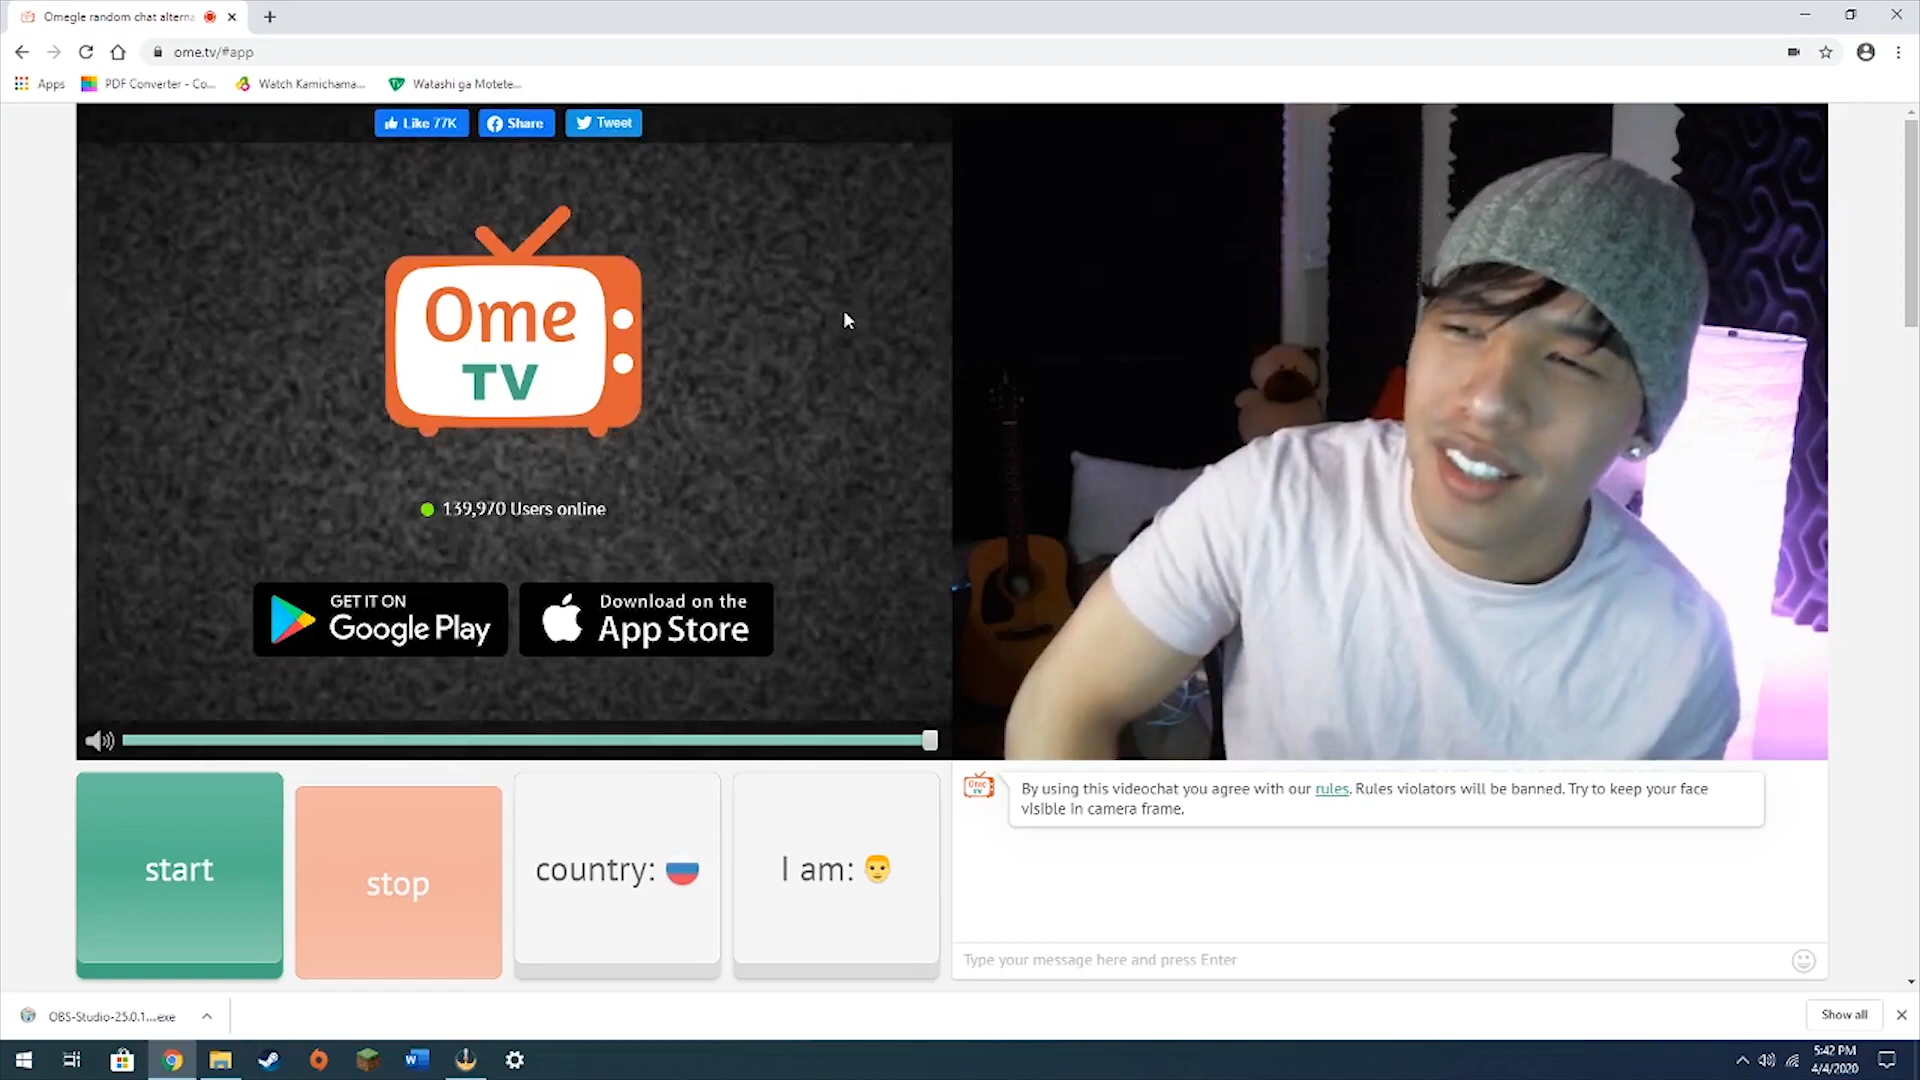 Omegle random chat alterna
ome.tv/#app
Apps
PDF Converter - Co...
Watch Kamichama...
Watashi ga Motete...
Like 77K
Share
Tweet
Ome
TV
139,970 Users online
GET IT ON
Google Play
Download on the
App Store
start
stop
country:
I am:
By using this videochat you agree with our rules. Rules violators will be banned. Try to keep your face
visible in camera frame.
Type your message here and press Enter
OBS-Studio-25.0.1....exe
Show all
5:42 PM
4/4/2020